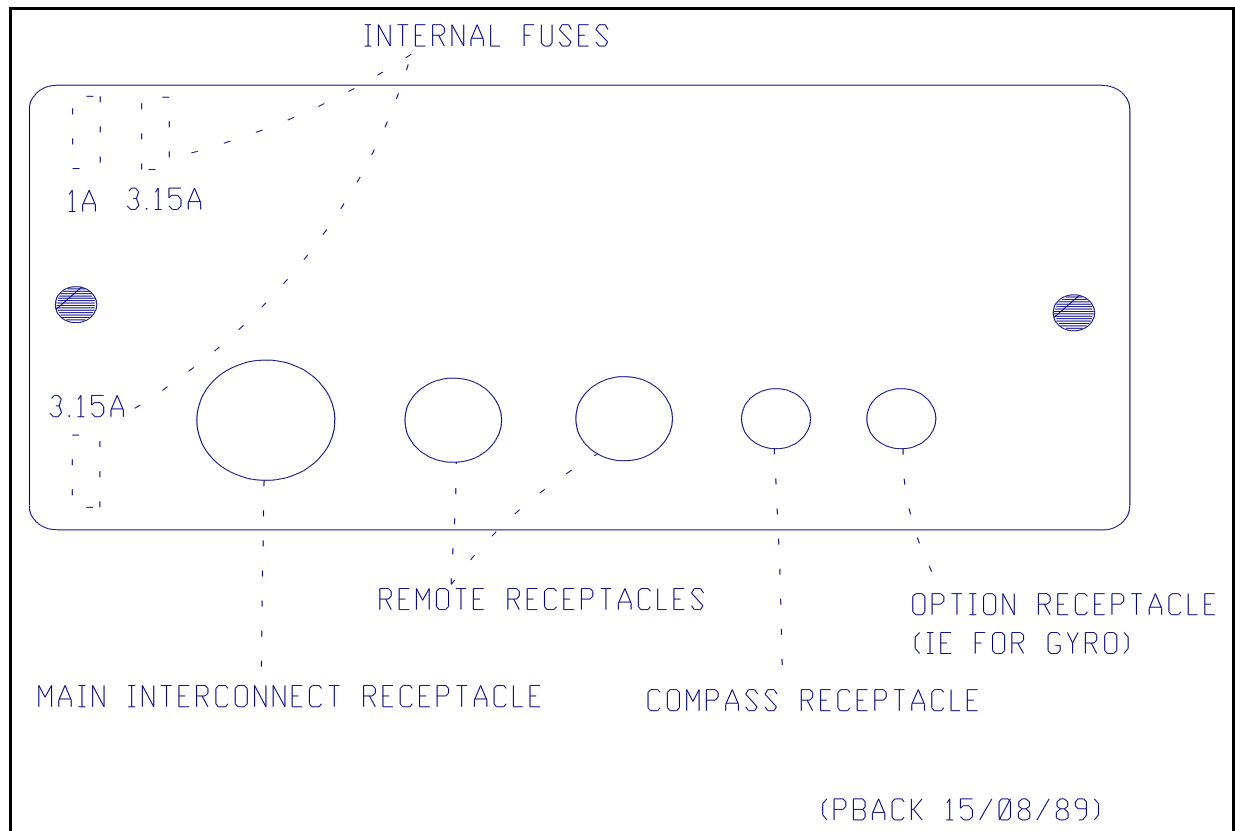 INTERNAL FUSES
1A 3.15A
3.15A
REMOTE RECEPTACLES
OPTION RECEPTACLE
(IE FOR GYRO)
MAIN INTERCONNECT RECEPTACLE
COMPASS RECEPTACLE
(PBACK 15/08/89)